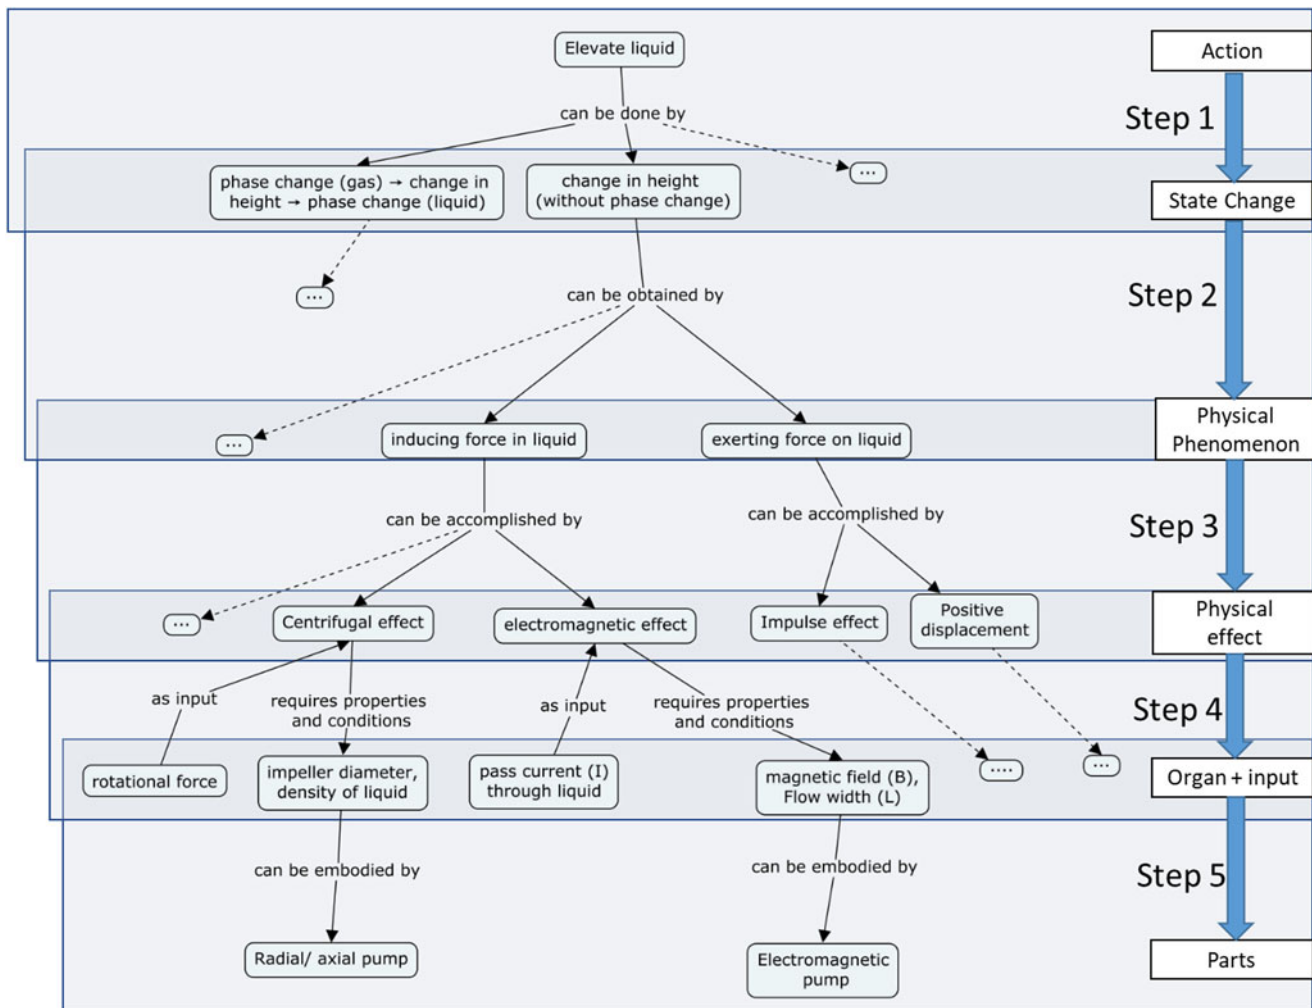 Elevate liquid
Action
can be done by
Step 1
phase change (gas) → change in
height → phase change (liquid)
change in height
(without phase change)
...
State Change
...
can be obtained by
Step 2
...
inducing force in liquid
exerting force on liquid
Physical
Phenomenon
can be accomplished by
can be accomplished by
Step 3
...
Centrifugal effect
electromagnetic effect
Impulse effect
Positive
displacement
Physical
effect
as input
requires properties
and conditions
as input
requires properties
and conditions
Step 4
rotational force
impeller diameter,
density of liquid
pass current (I)
through liquid
magnetic field (B),
Flow width (L)
....
...
Organ + input
can be embodied by
can be embodied by
Step 5
Radial/ axial pump
Electromagnetic
pump
Parts